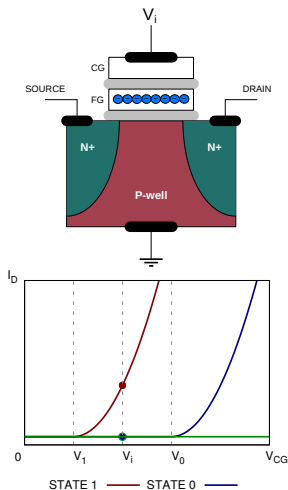 Vi
CG
SOURCE
FG
DRAIN
N+
N+
P-well
ID
0
V1
Vi
V0
VCG
STATE 1
STATE 0